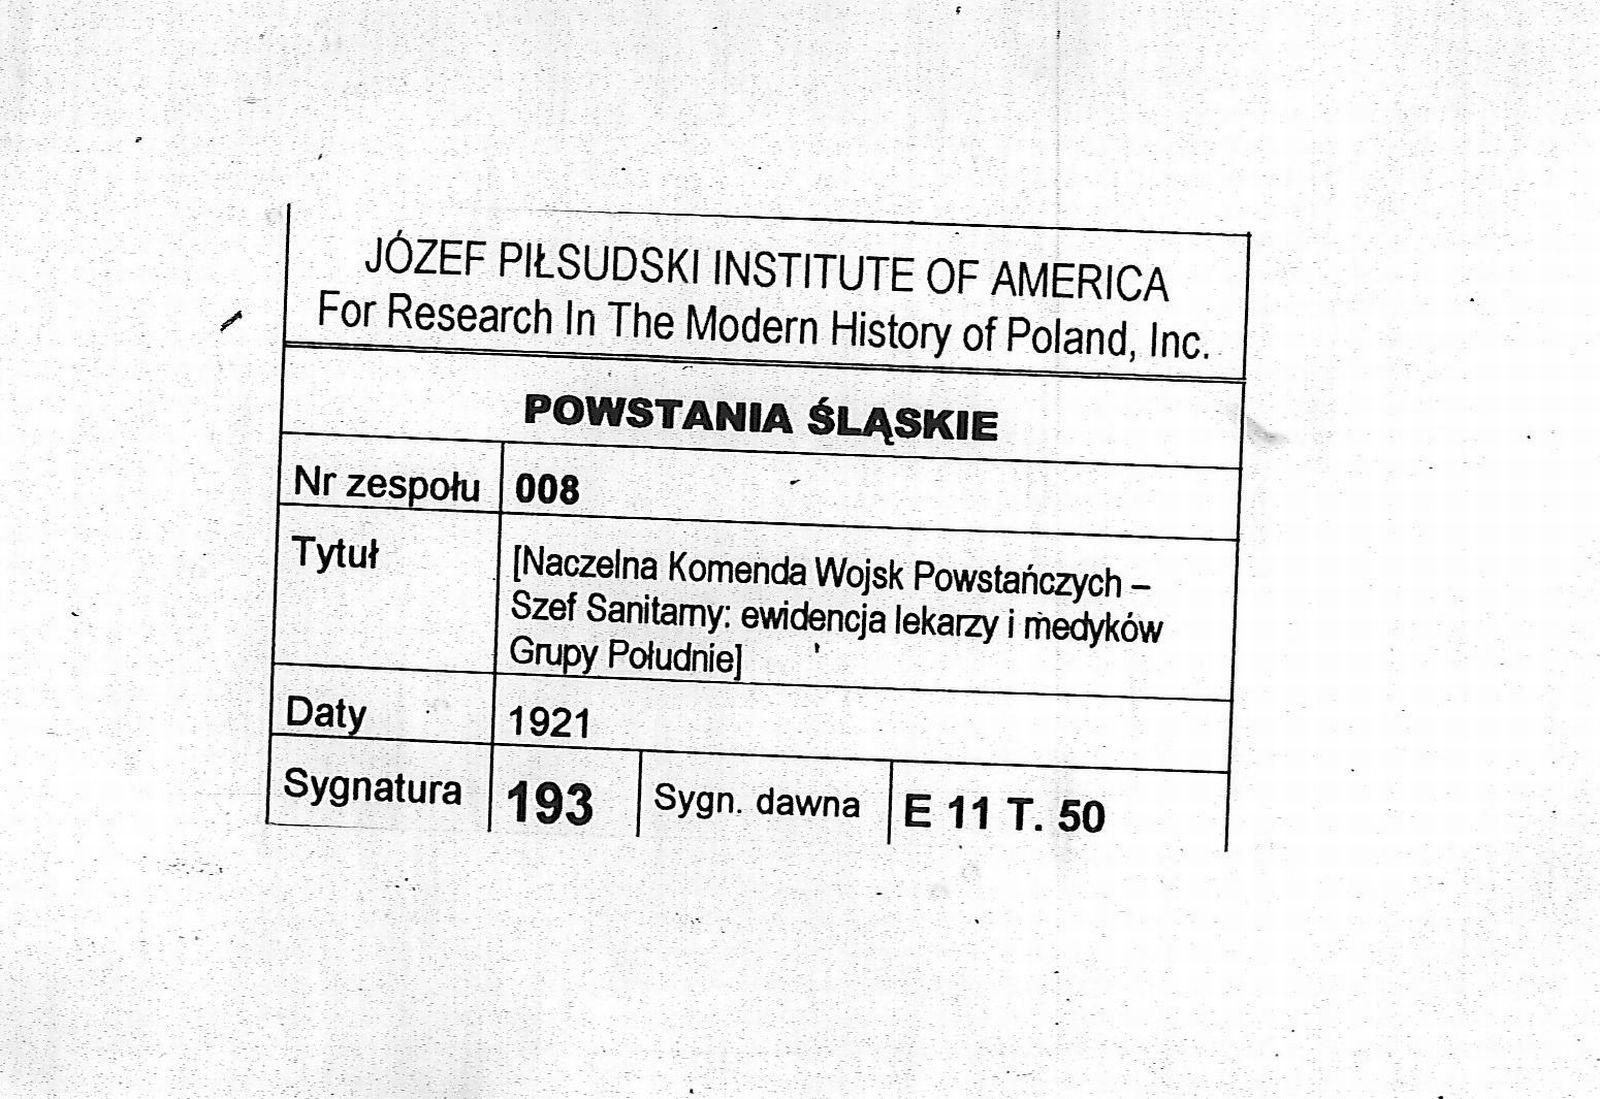 JÓZEF PIŁSUDSKI INSTITUTE OF AMERICA
For Research In The Modern History of Poland, Inc.
POWSTANIA ŚLĄSKIE
Nr zespołu 008
Tytuł [Naczelna Komenda Wojsk Powstańczych –
Szef Sanitarny: ewidencja lekarzy i medyków
Grupy Południe]
Daty 1921
Sygnatura 193 Sygn. dawna E 11 T. 50